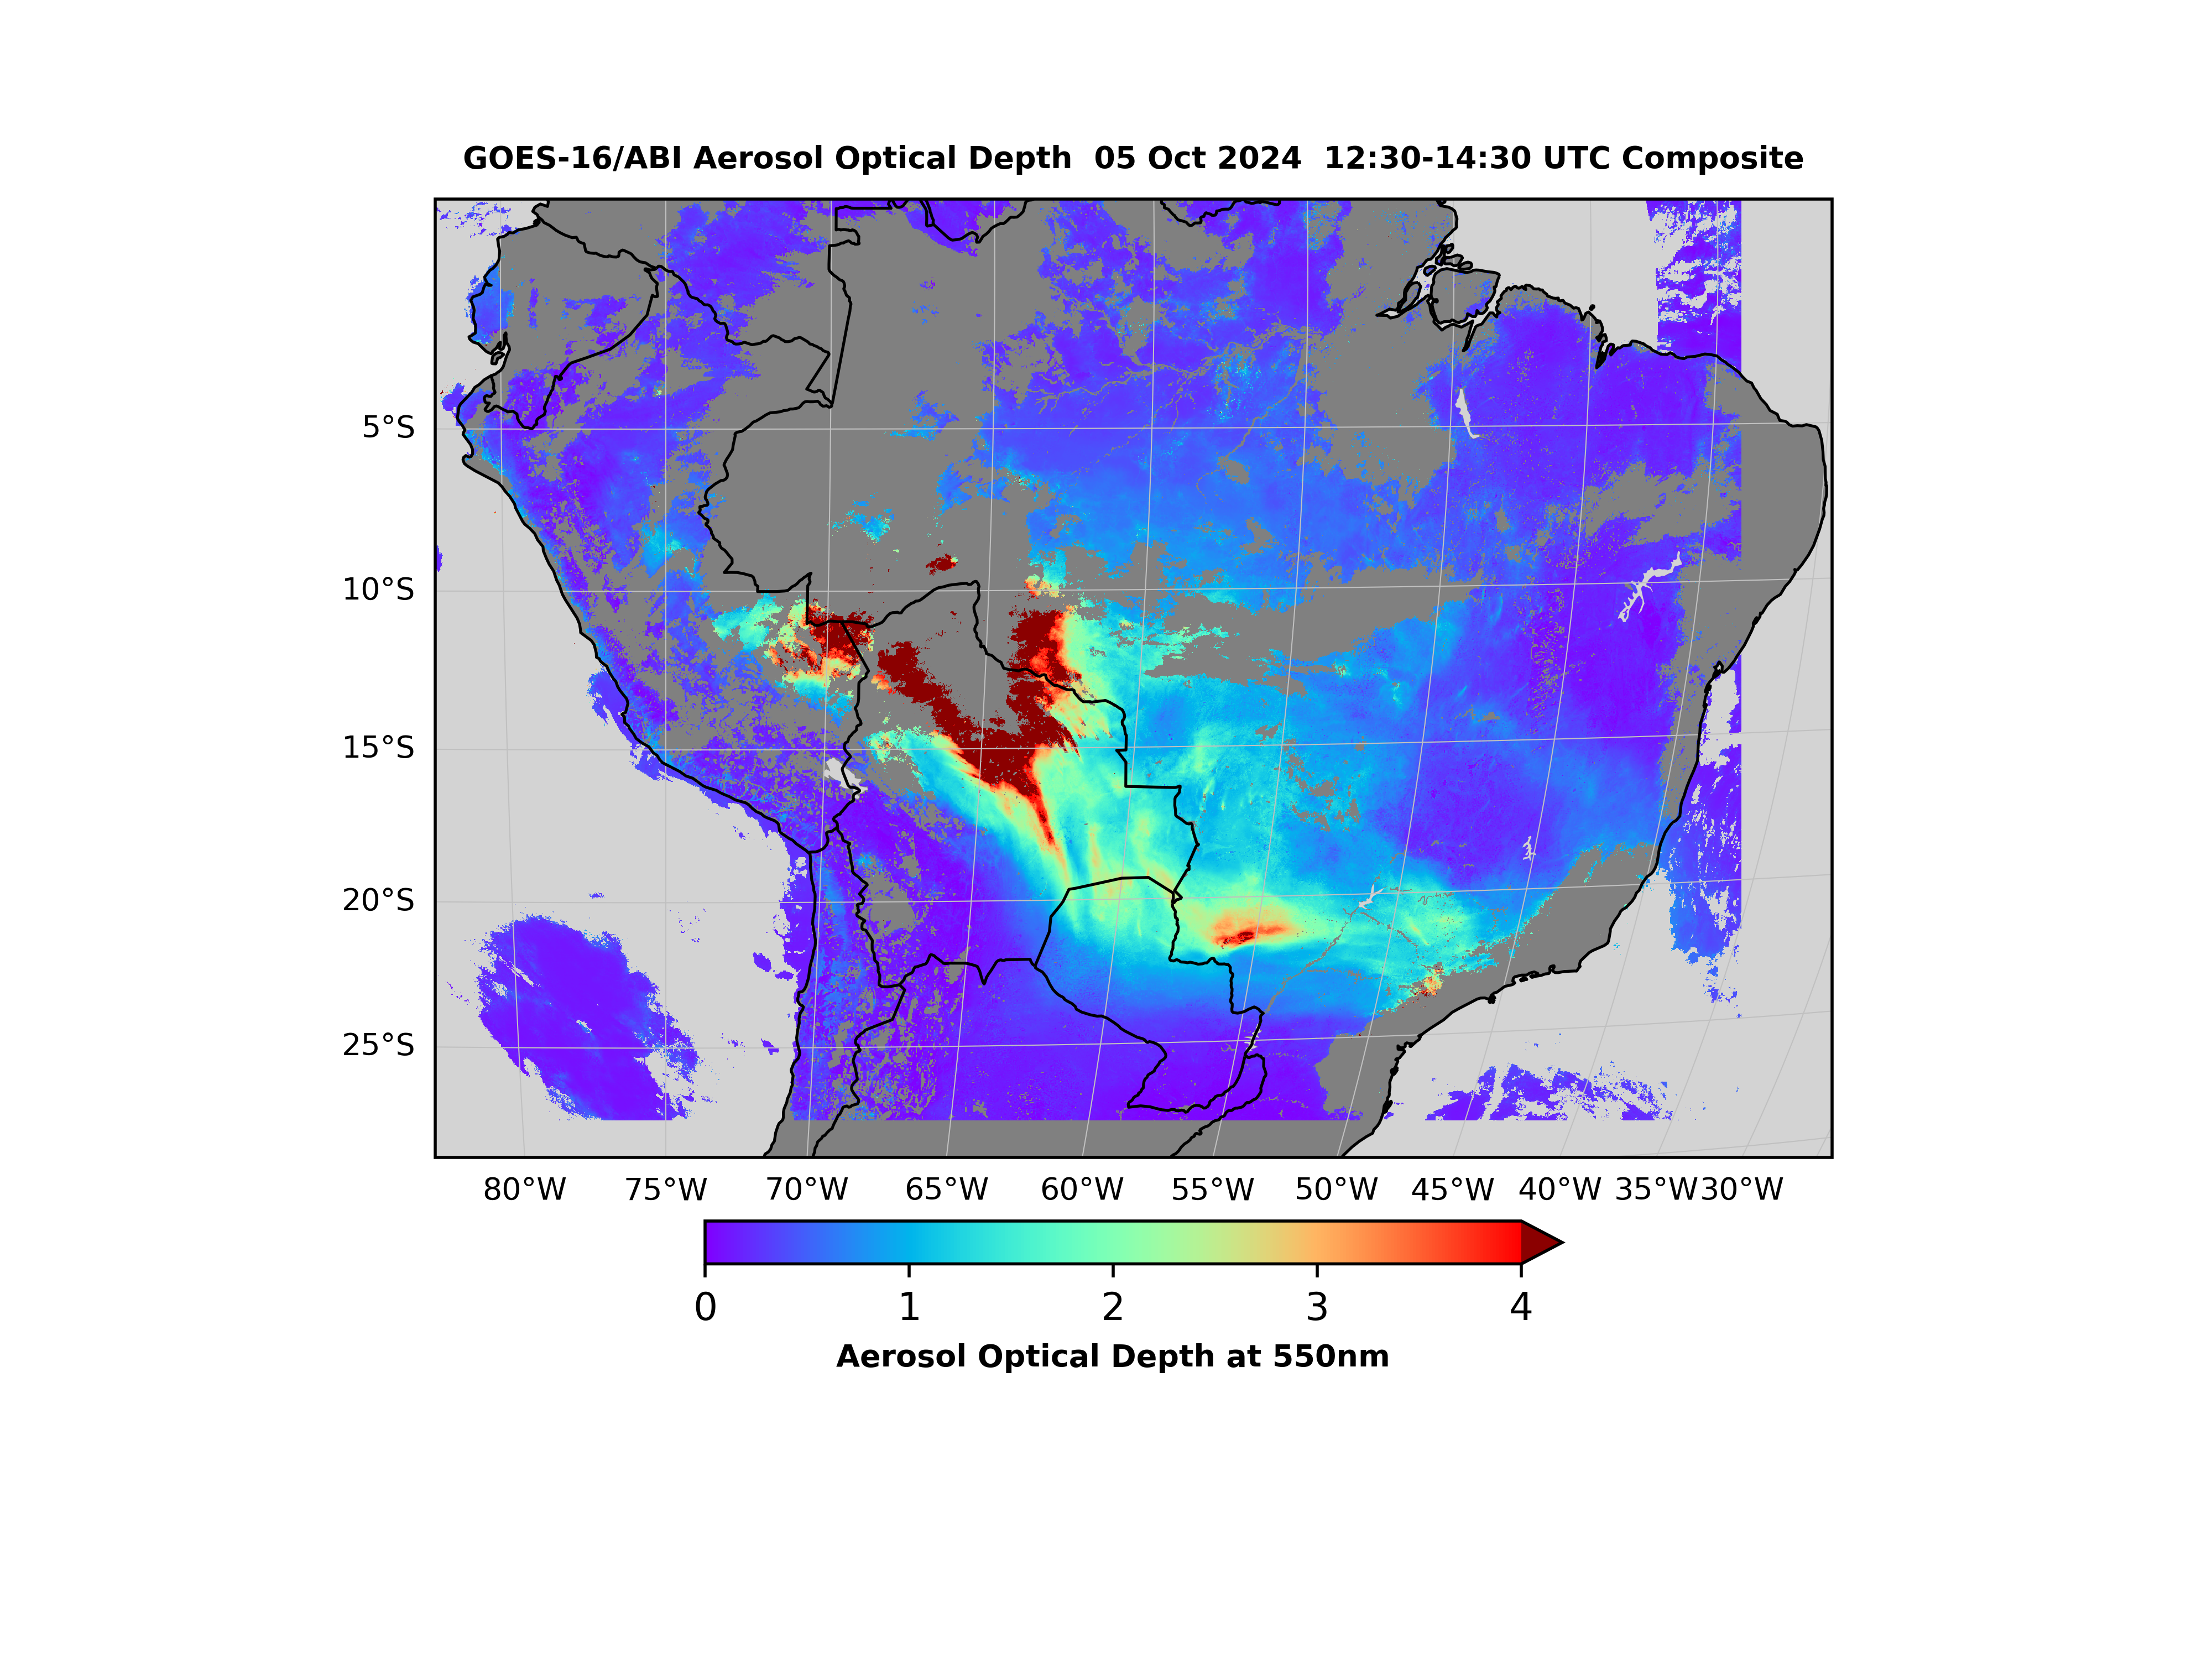 GOES-16/ABI Aerosol Optical Depth  05 Oct 2024  12:30-14:30 UTC Composite
5°S
10°S
15°S
20°S
25°S
80°W 75°W 70°W 65°W 60°W 55°W 50°W 45°W 40°W 35°W 30°W
0 1 2 3 4
Aerosol Optical Depth at 550nm